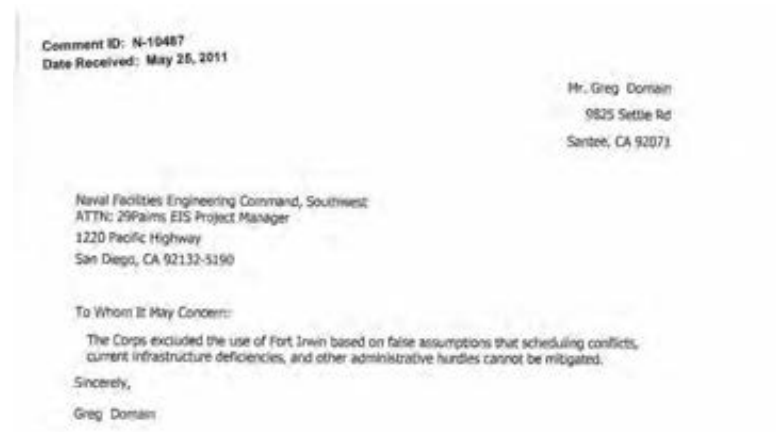 Comment ID: N-10487
Date Received: May 25, 2011
Mr. Greg Domain
9825 Settle Rd
Santee, CA 92071
Naval Facilities Engineering Command, Southwest
ATTN: 29Palms EIS Project Manager
1220 Pacific Highway
San Diego, CA 92132-5190
To Whom It May Concern:
The Corps excluded the use of Fort Irwin based on false assumptions that scheduling conflicts,
current infrastructure deficiencies, and other administrative hurdles cannot be mitigated.
Sincerely,
Greg Domain